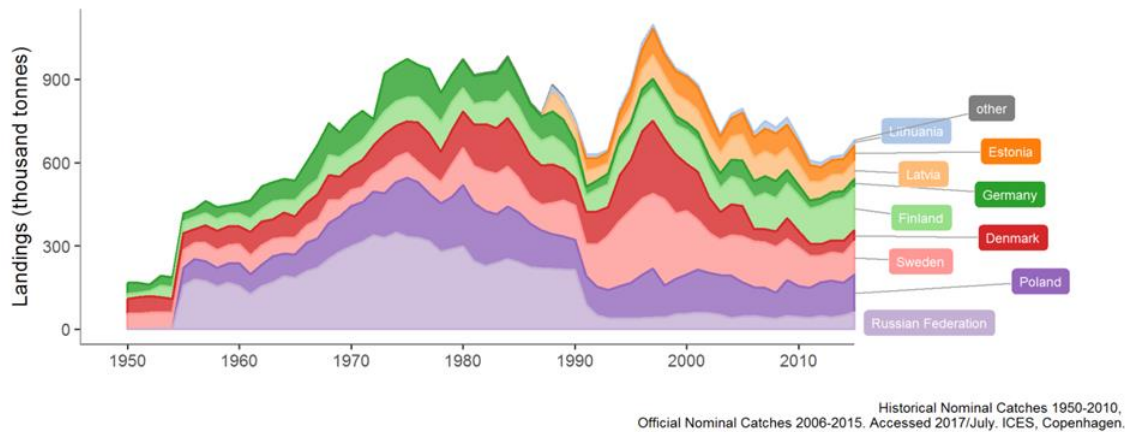 Landings (thousand tonnes)
900
600
300
0
1950
1960
1970
1980
1990
2000
2010
other
Lithuania
Estonia
Latvia
Germany
Finland
Denmark
Sweden
Poland
Russian Federation
Historical Nominal Catches 1950-2010,
Official Nominal Catches 2006-2015. Accessed 2017/July. ICES, Copenhagen.